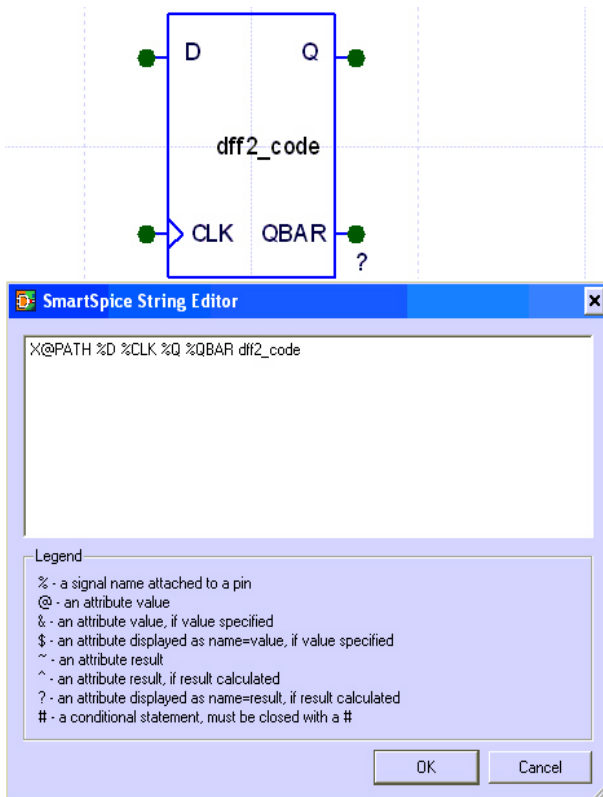 D Q
dff2_code
CLK QBAR
?
SmartSpice String Editor
X@PATH %D %CLK %Q %QBAR dff2_code
Legend
% - a signal name attached to a pin
@ - an attribute value
& - an attribute value, if value specified
$ - an attribute displayed as name=value, if value specified
~ - an attribute result
^ - an attribute result, if result calculated
? - an attribute displayed as name=result, if result calculated
# - a conditional statement, must be closed with a #
OK Cancel